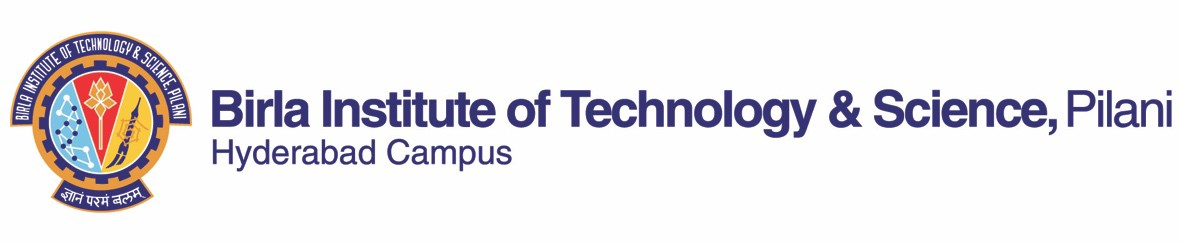 BIRLA INSTITUTE OF TECHNOLOGY & SCIENCE, PILANI
ज्ञानं परमं बलम्
Birla Institute of Technology & Science, Pilani
Hyderabad Campus